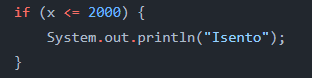 if (x <= 2000) {
    System.out.println("Isento");
}